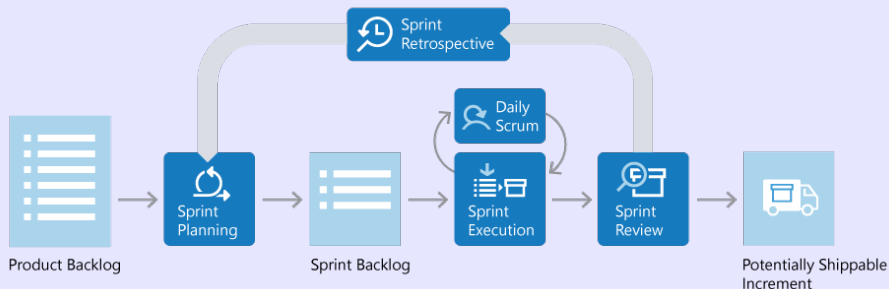 Sprint
Retrospective
Daily
Scrum
Sprint
Planning
Sprint
Execution
Sprint
Review
Product Backlog
Sprint Backlog
Potentially Shippable
Increment